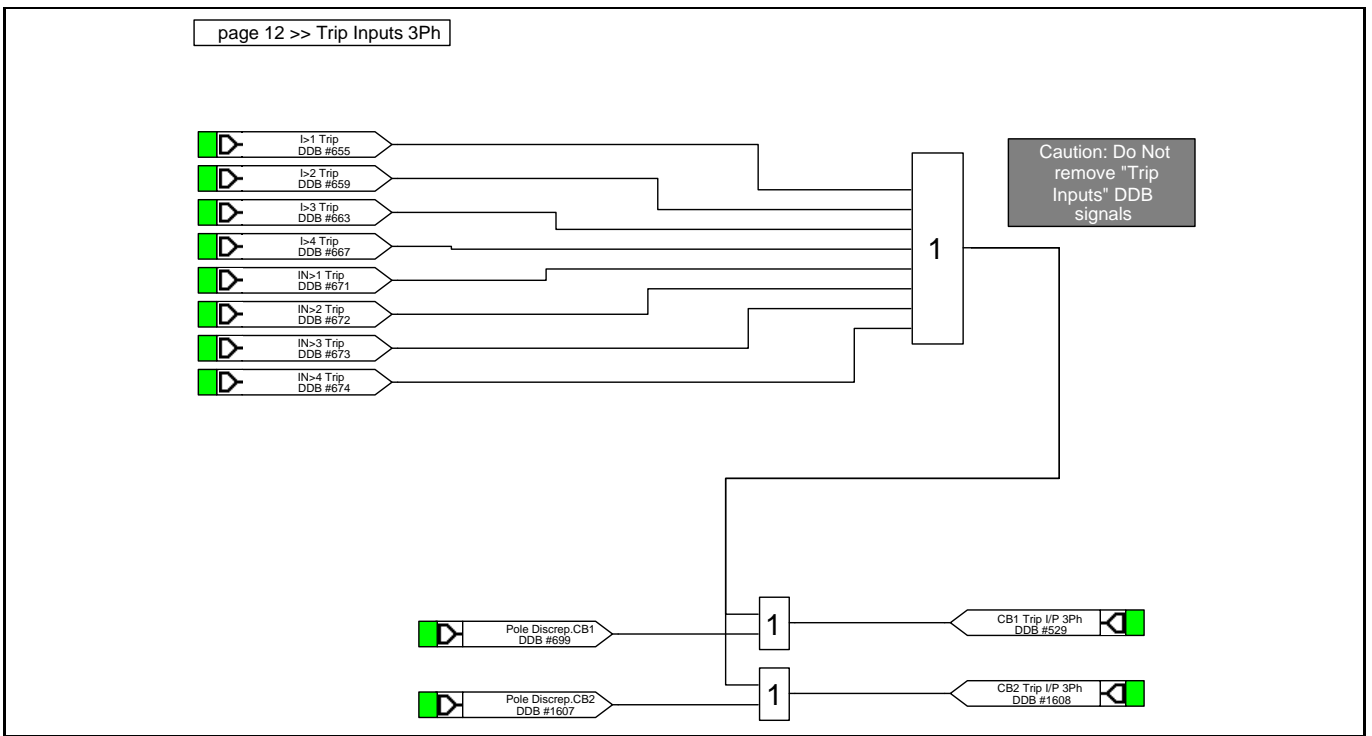 page 12 >> Trip Inputs 3Ph
I>1 Trip
DDB #655
I>2 Trip
DDB #659
I>3 Trip
DDB #663
I>4 Trip
DDB #667
IN>1 Trip
DDB #671
IN>2 Trip
DDB #672
IN>3 Trip
DDB #673
IN>4 Trip
DDB #674
1
Caution: Do Not
remove "Trip
Inputs" DDB
signals
Pole Discrep.CB1
DDB #699
1
CB1 Trip I/P 3Ph
DDB #529
Pole Discrep.CB2
DDB #1607
1
CB2 Trip I/P 3Ph
DDB #1608